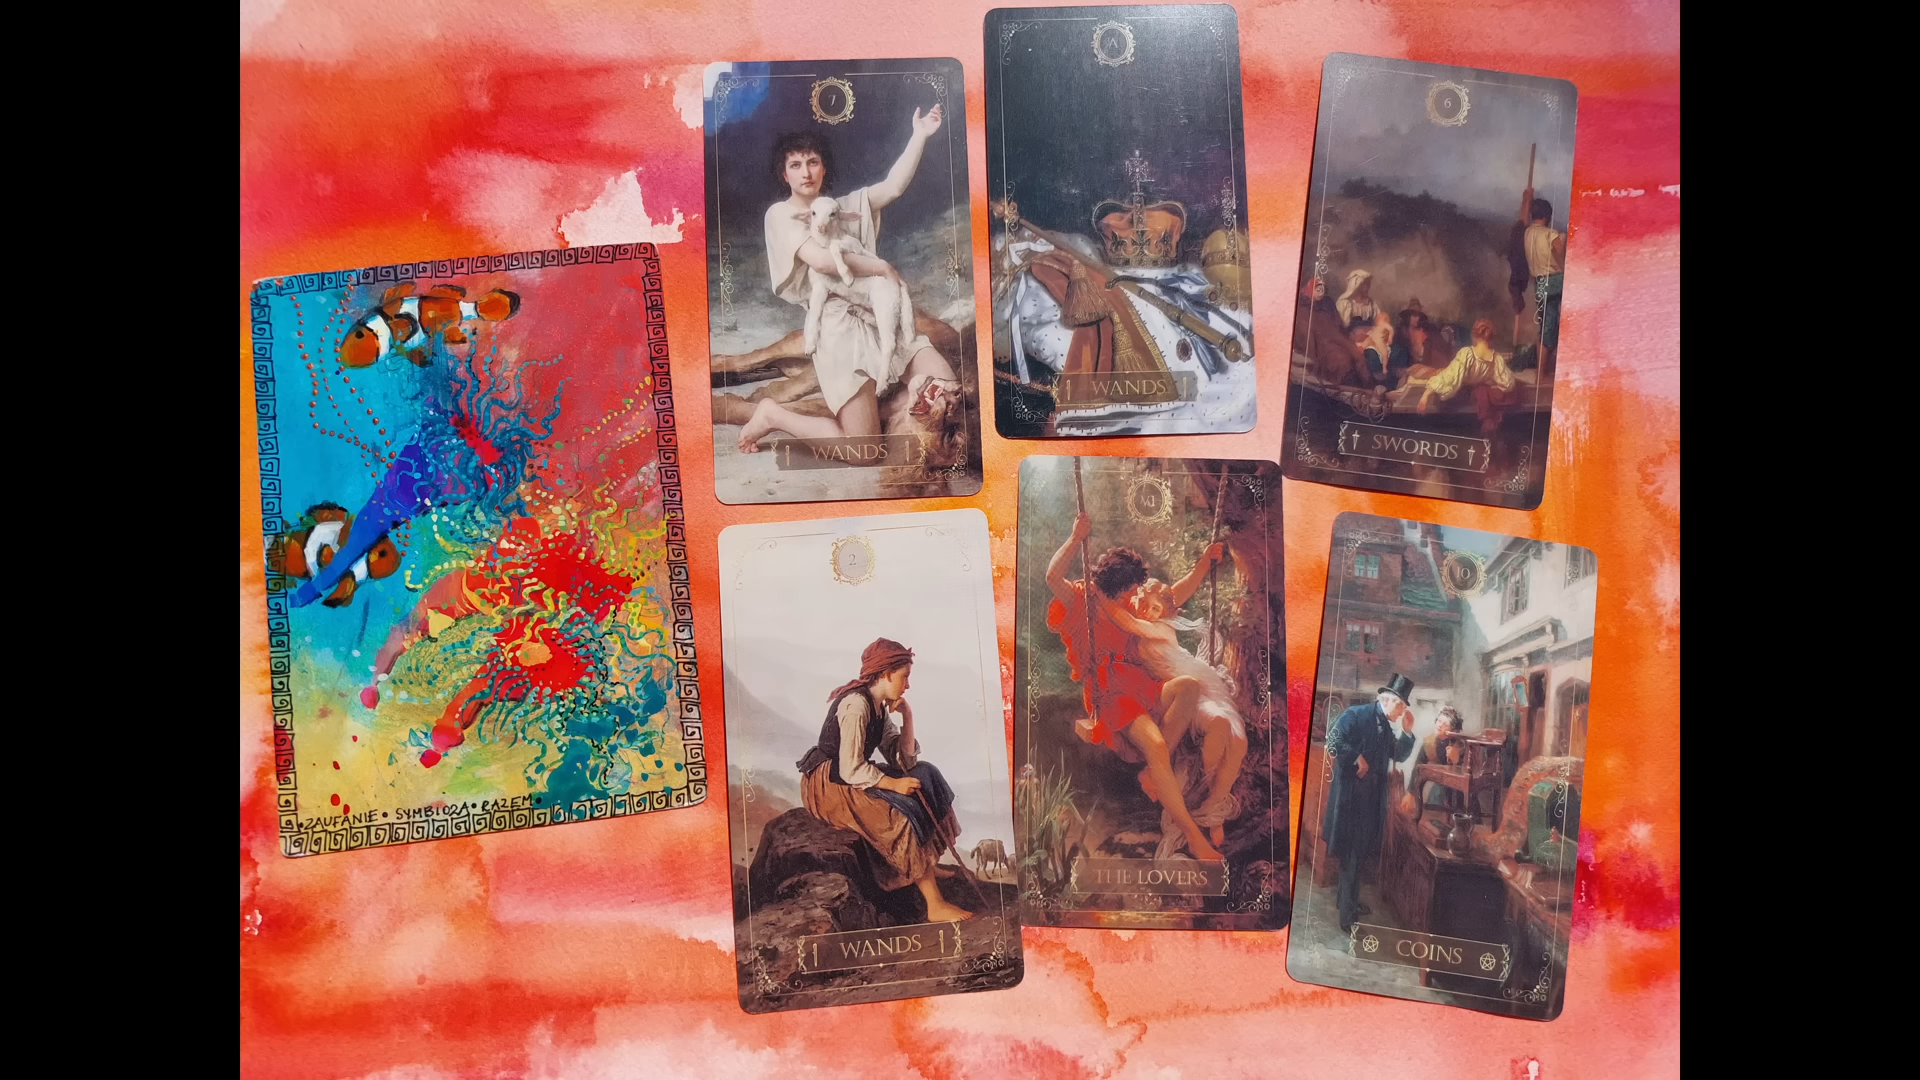 7
WANDS
A
WANDS
6
SWORDS
2
WANDS
VI
THE LOVERS
10
COINS
•ZAUFANIE• SYMBIOZA• RAZEM•